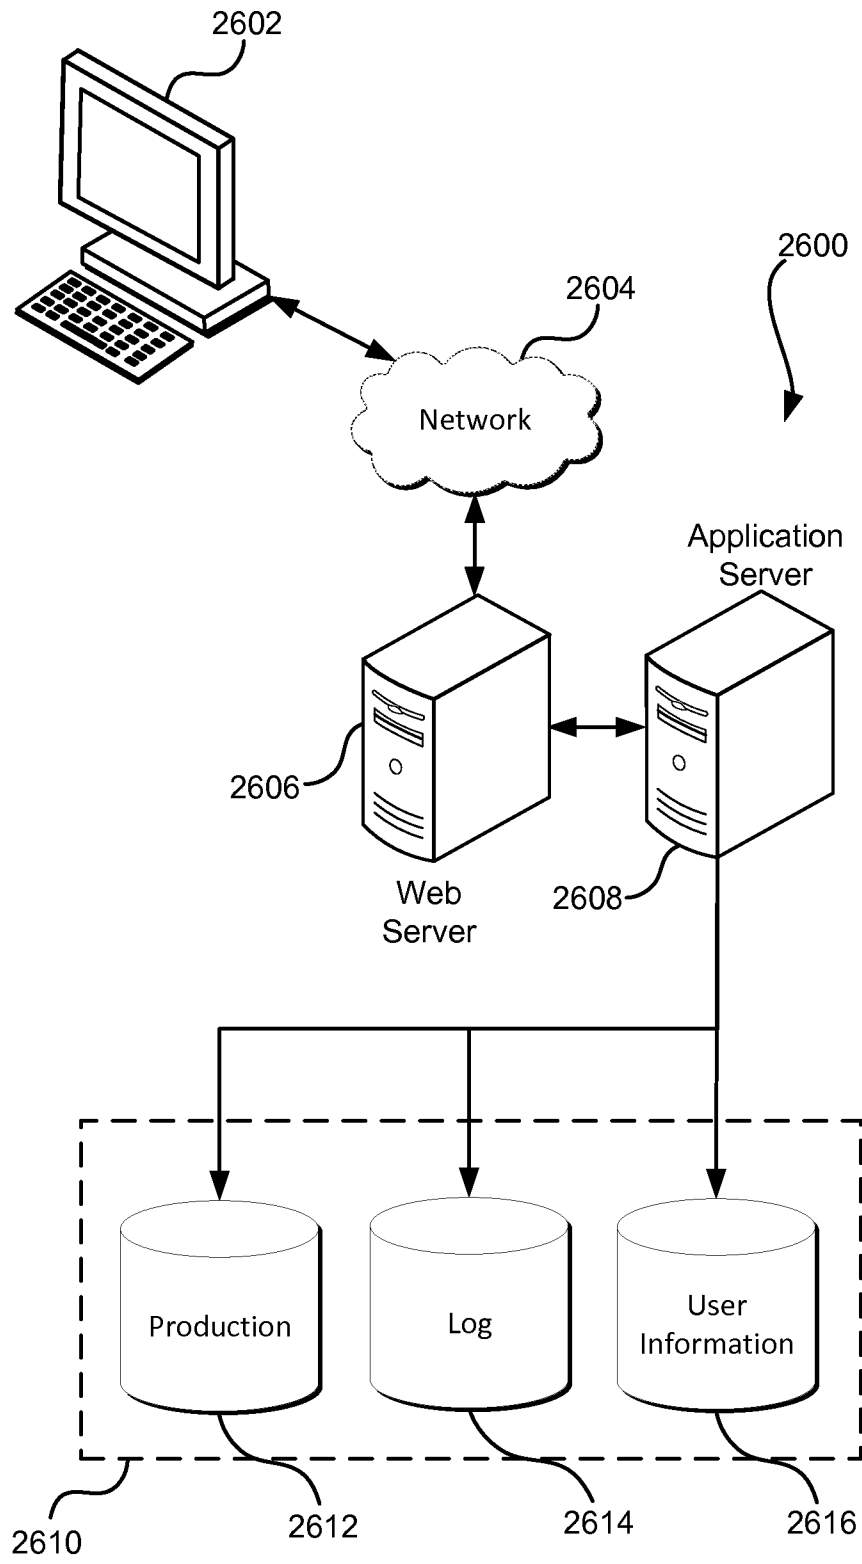 2602
2600
2604
Network
Application
Server
2606
2608
Web
Server
Production
Log
User
Information
2610
2612
2614
2616